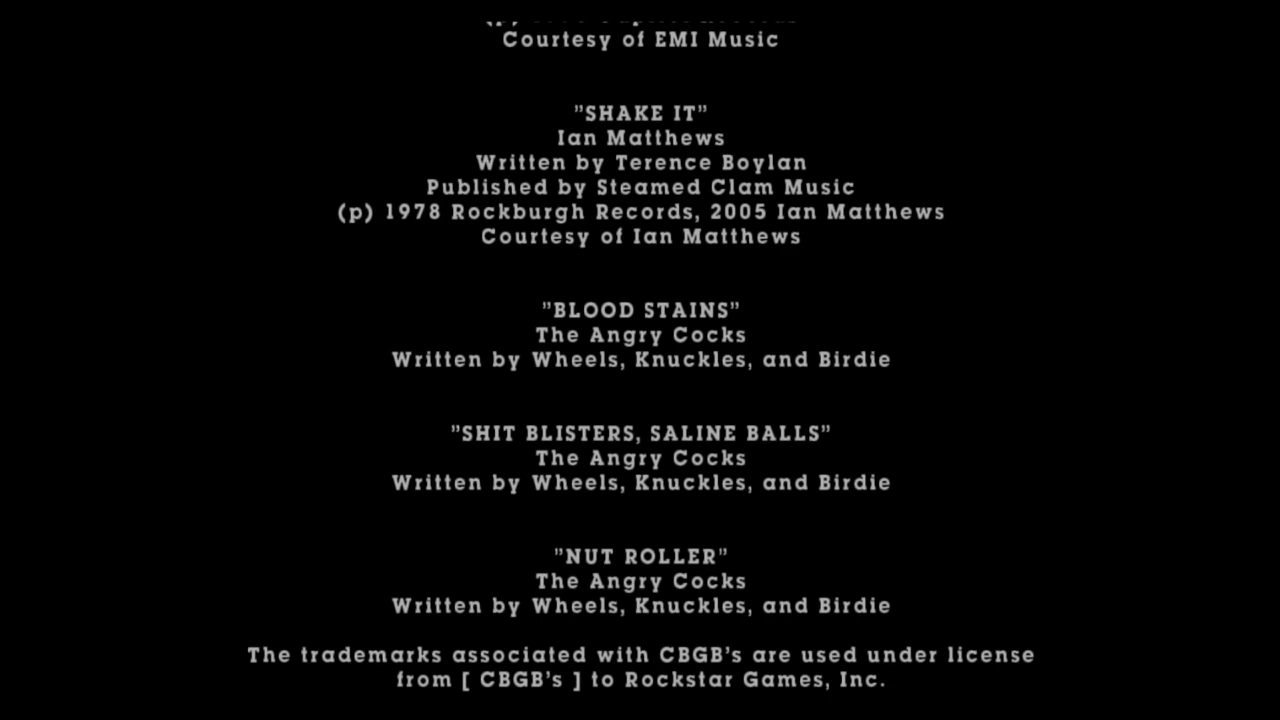 Courtesy of EMI Music
”SHAKE IT”
Ian Matthews
Written by Terence Boylan
Published by Steamed Clam Music
(p) 1978 Rockburgh Records, 2005 Ian Matthews
Courtesy of Ian Matthews
”BLOOD STAINS”
The Angry Cocks
Written by Wheels, Knuckles, and Birdie
”SHIT BLISTERS, SALINE BALLS”
The Angry Cocks
Written by Wheels, Knuckles, and Birdie
”NUT ROLLER”
The Angry Cocks
Written by Wheels, Knuckles, and Birdie
The trademarks associated with CBGB’s are used under license
from [ CBGB’s ] to Rockstar Games, Inc.